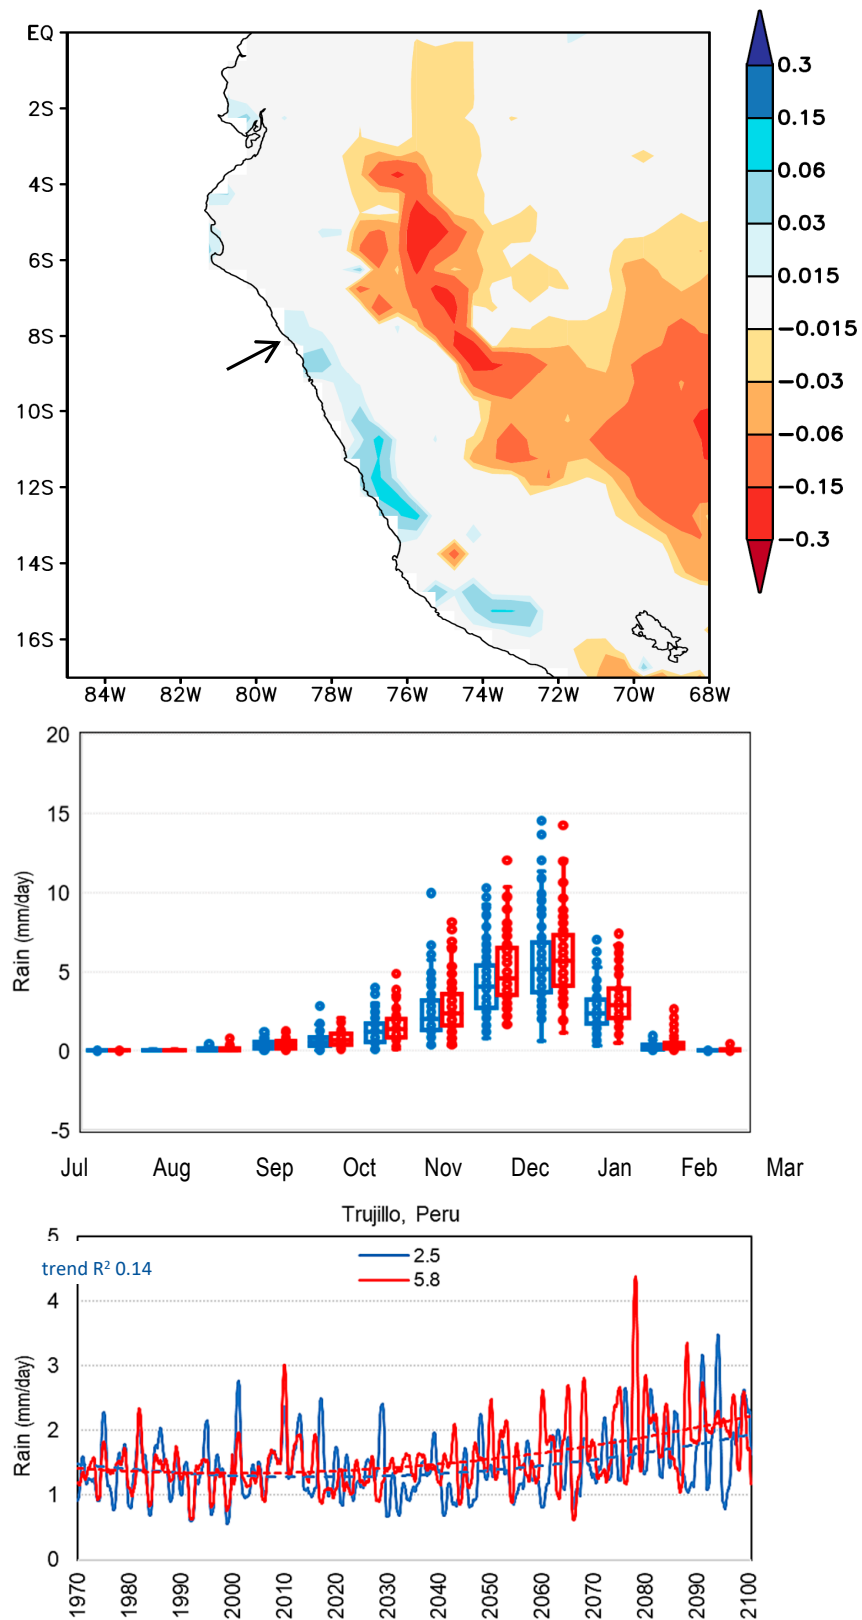 EQ
2S
4S
6S
8S
10S
12S
14S
16S
84W 82W 80W 78W 76W 74W 72W 70W 68W
0.3
0.15
0.06
0.03
0.015
−0.015
−0.03
−0.06
−0.15
−0.3
Rain (mm/day)
20
15
10
5
0
-5
Jul Aug Sep Oct Nov Dec Jan Feb Mar
Trujillo, Peru
trend R² 0.14
2.5
5.8
Rain (mm/day)
5
4
3
2
1
0
1970 1980 1990 2000 2010 2020 2030 2040 2050 2060 2070 2080 2090 2100